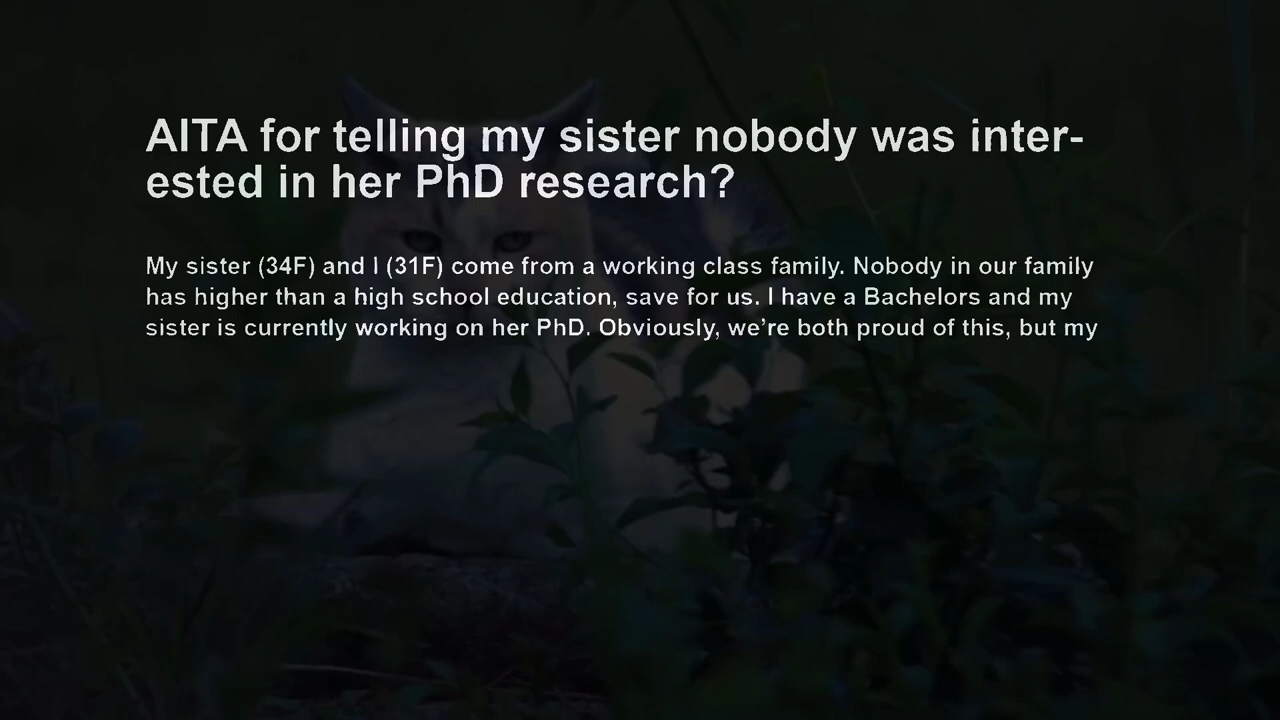 AITA for telling my sister nobody was inter-
ested in her PhD research?
My sister (34F) and I (31F) come from a working class family. Nobody in our family
has higher than a high school education, save for us. I have a Bachelors and my
sister is currently working on her PhD. Obviously, we’re both proud of this, but my